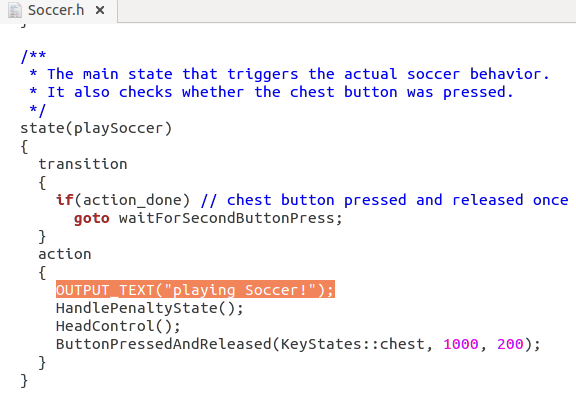 Soccer.h ×
}
/**
 * The main state that triggers the actual soccer behavior.
 * It also checks whether the chest button was pressed.
 */
state(playSoccer)
{
  transition
  {
    if(action_done) // chest button pressed and released once
      goto waitForSecondButtonPress;
  }
  action
  {
    OUTPUT_TEXT("playing Soccer!");
    HandlePenaltyState();
    HeadControl();
    ButtonPressedAndReleased(KeyStates::chest, 1000, 200);
  }
}